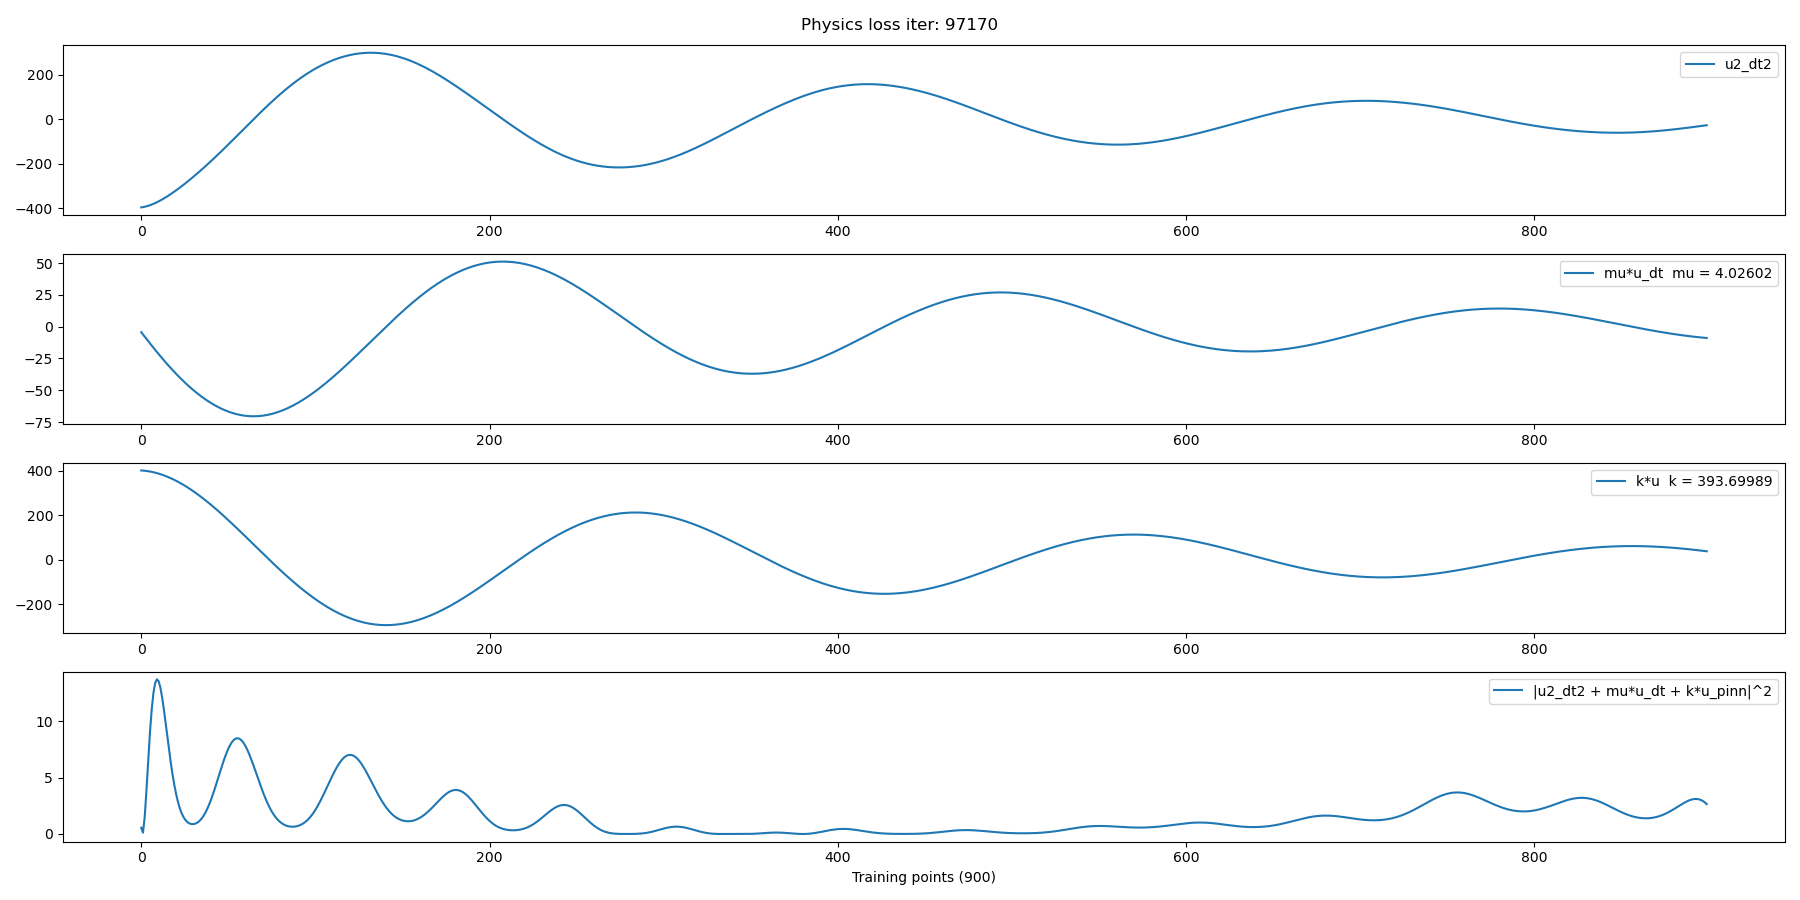 Physics loss iter: 97170
u2_dt2
200
0
−200
−400
0 200 400 600 800
mu*u_dt mu = 4.02602
50
25
0
−25
−50
−75
0 200 400 600 800
k*u k = 393.69989
400
200
0
−200
0 200 400 600 800
|u2_dt2 + mu*u_dt + k*u_pinn|^2
10
5
0
0 200 400 600 800
Training points (900)